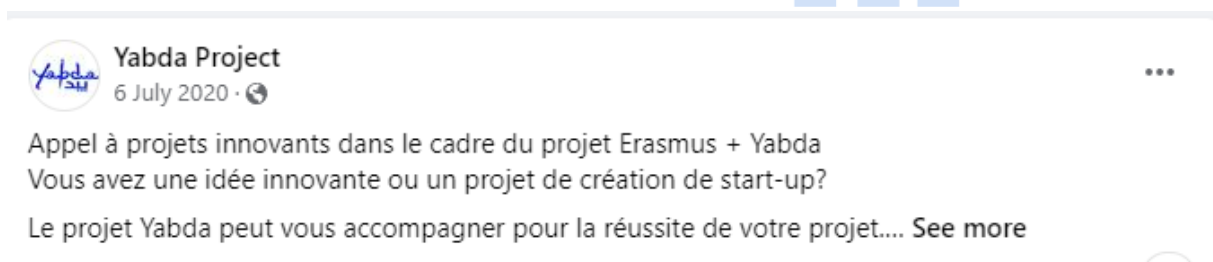 Yabda
يبدا
Yabda Project
6 July 2020 ·
Appel à projets innovants dans le cadre du projet Erasmus + Yabda
Vous avez une idée innovante ou un projet de création de start-up?
Le projet Yabda peut vous accompagner pour la réussite de votre projet.... See more